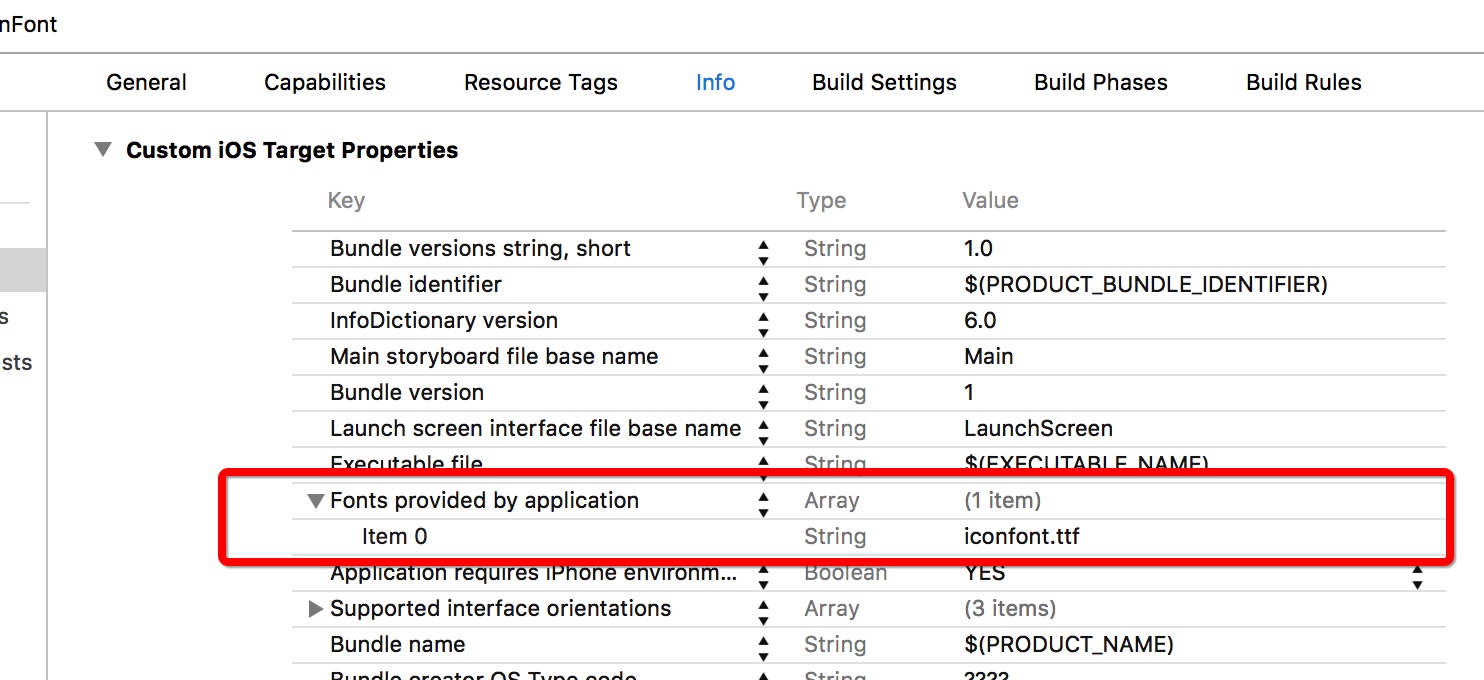 nFont
General Capabilities Resource Tags Info Build Settings Build Phases Build Rules
Custom iOS Target Properties
Key Type Value
Bundle versions string, short String 1.0
Bundle identifier String $(PRODUCT_BUNDLE_IDENTIFIER)
InfoDictionary version String 6.0
s
Main storyboard file base name String Main
sts
Bundle version String 1
Launch screen interface file base name String LaunchScreen
Executable file String $(EXECUTABLE_NAME)
Fonts provided by application Array (1 item)
Item 0 String iconfont.ttf
Application requires iPhone environm... Boolean YES
Supported interface orientations Array (3 items)
Bundle name String $(PRODUCT_NAME)
Bundle creator OS Type code String ????